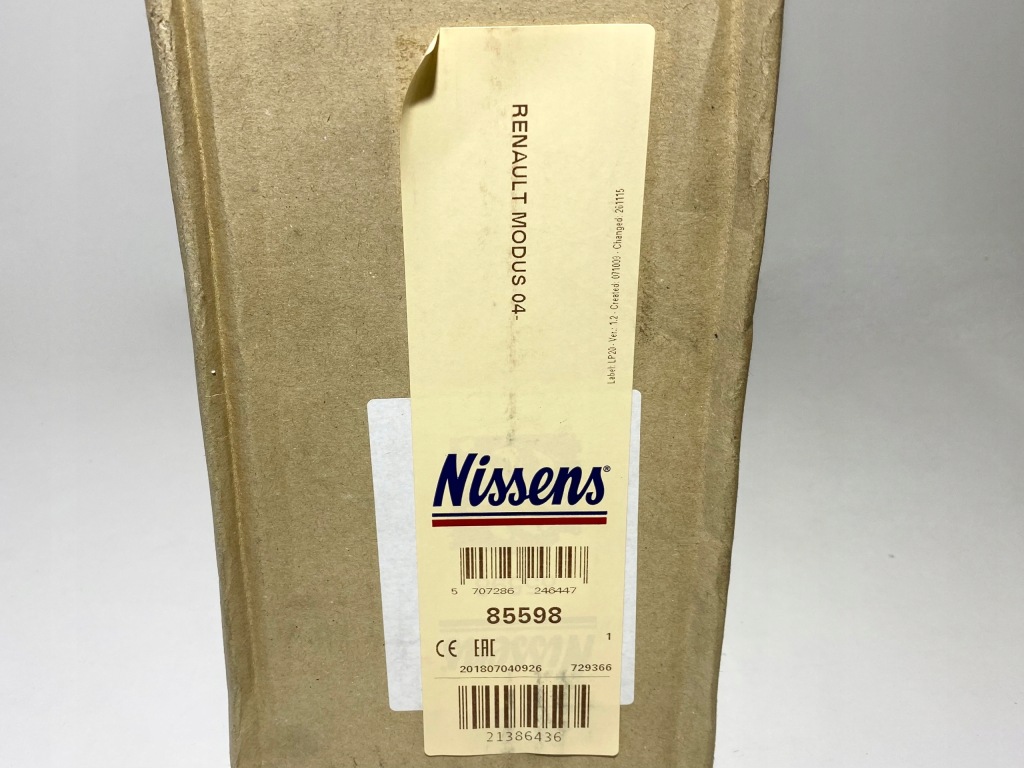 RENAULT MODUS 04-
Label: LP20 - Ver.: 1.2 - Created: 071009 - Changed: 261115
Nissens®
5 707286 246447
85598
1
CE EAC
201807040926 729366
21386436